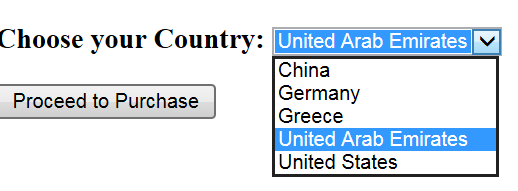 Choose your Country: United Arab Emirates
China
Germany
Greece
United Arab Emirates
United States
Proceed to Purchase